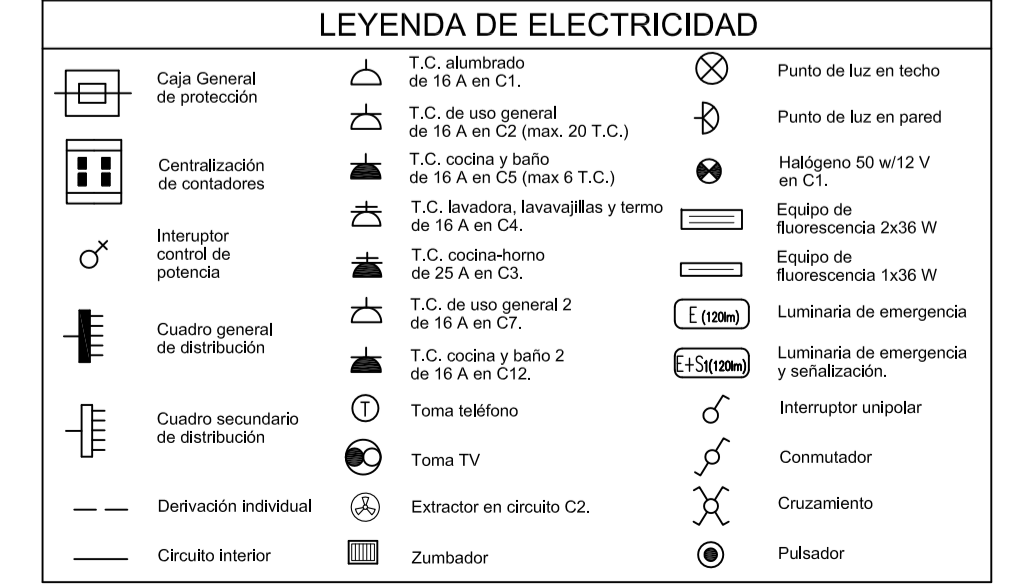 LEYENDA DE ELECTRICIDAD
Caja General
de protección
Centralización
de contadores
Interuptor
control de
potencia
Cuadro general
de distribución
Cuadro secundario
de distribución
Derivación individual
Circuito interior
T.C. alumbrado
de 16 A en C1.
T.C. de uso general
de 16 A en C2 (max. 20 T.C.)
T.C. cocina y baño
de 16 A en C5 (max 6 T.C.)
T.C. lavadora, lavavajillas y termo
de 16 A en C4.
T.C. cocina-horno
de 25 A en C3.
T.C. de uso general 2
de 16 A en C7.
T.C. cocina y baño 2
de 16 A en C12.
T
Toma teléfono
Toma TV
Extractor en circuito C2.
Zumbador
Punto de luz en techo
Punto de luz en pared
Halógeno 50 w/12 V
en C1.
Equipo de
fluorescencia 2x36 W
Equipo de
fluorescencia 1x36 W
E (120lm)
Luminaria de emergencia
E+S1(120lm)
Luminaria de emergencia
y señalización.
Interruptor unipolar
Conmutador
Cruzamiento
Pulsador